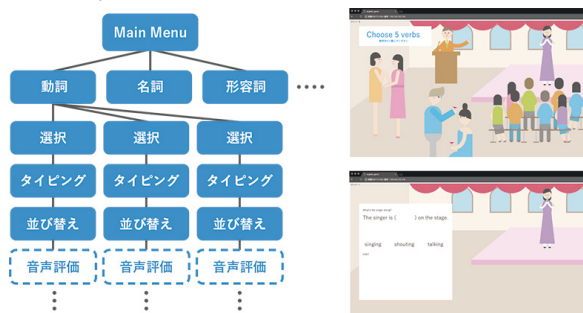 Main Menu
動詞
名詞
形容詞
選択
選択
選択
タイピング
タイピング
タイピング
並び替え
並び替え
並び替え
音声評価
音声評価
音声評価
Choose 5 verbs
The singer is ( ) on the stage.
singing shouting talking